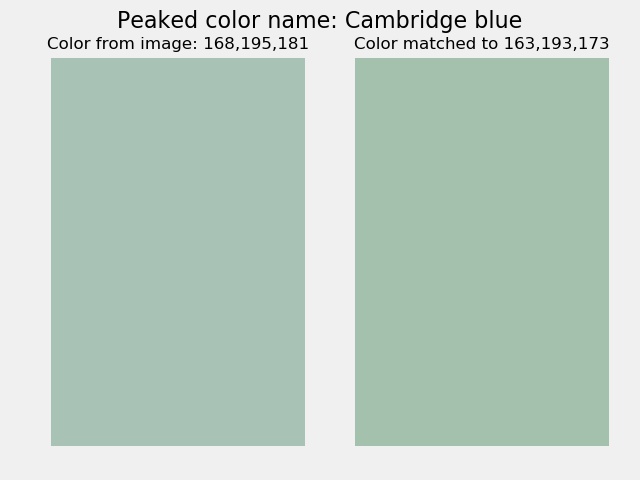 Peaked color name: Cambridge blue
Color from image: 168,195,181
Color matched to 163,193,173